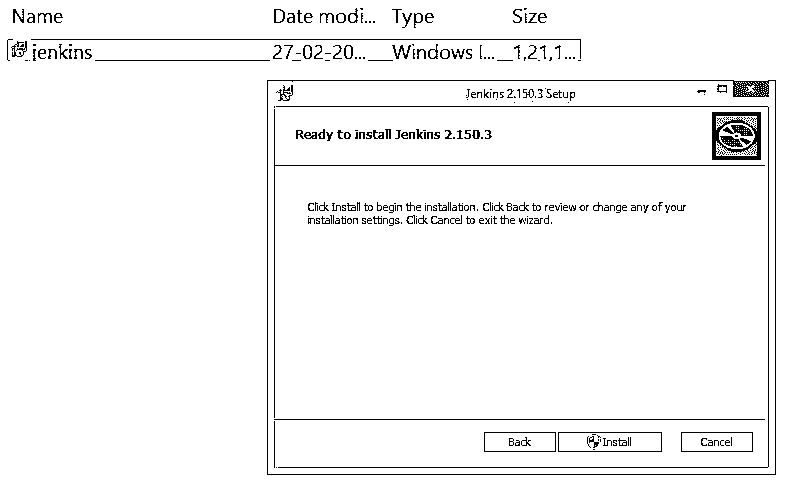 Name Date modi... Type Size
jenkins 27-02-20... Windows I... 1,21,1...
Jenkins 2.150.3 Setup
Ready to install Jenkins 2.150.3
Click Install to begin the installation. Click Back to review or change any of your
installation settings. Click Cancel to exit the wizard.
Back Install Cancel